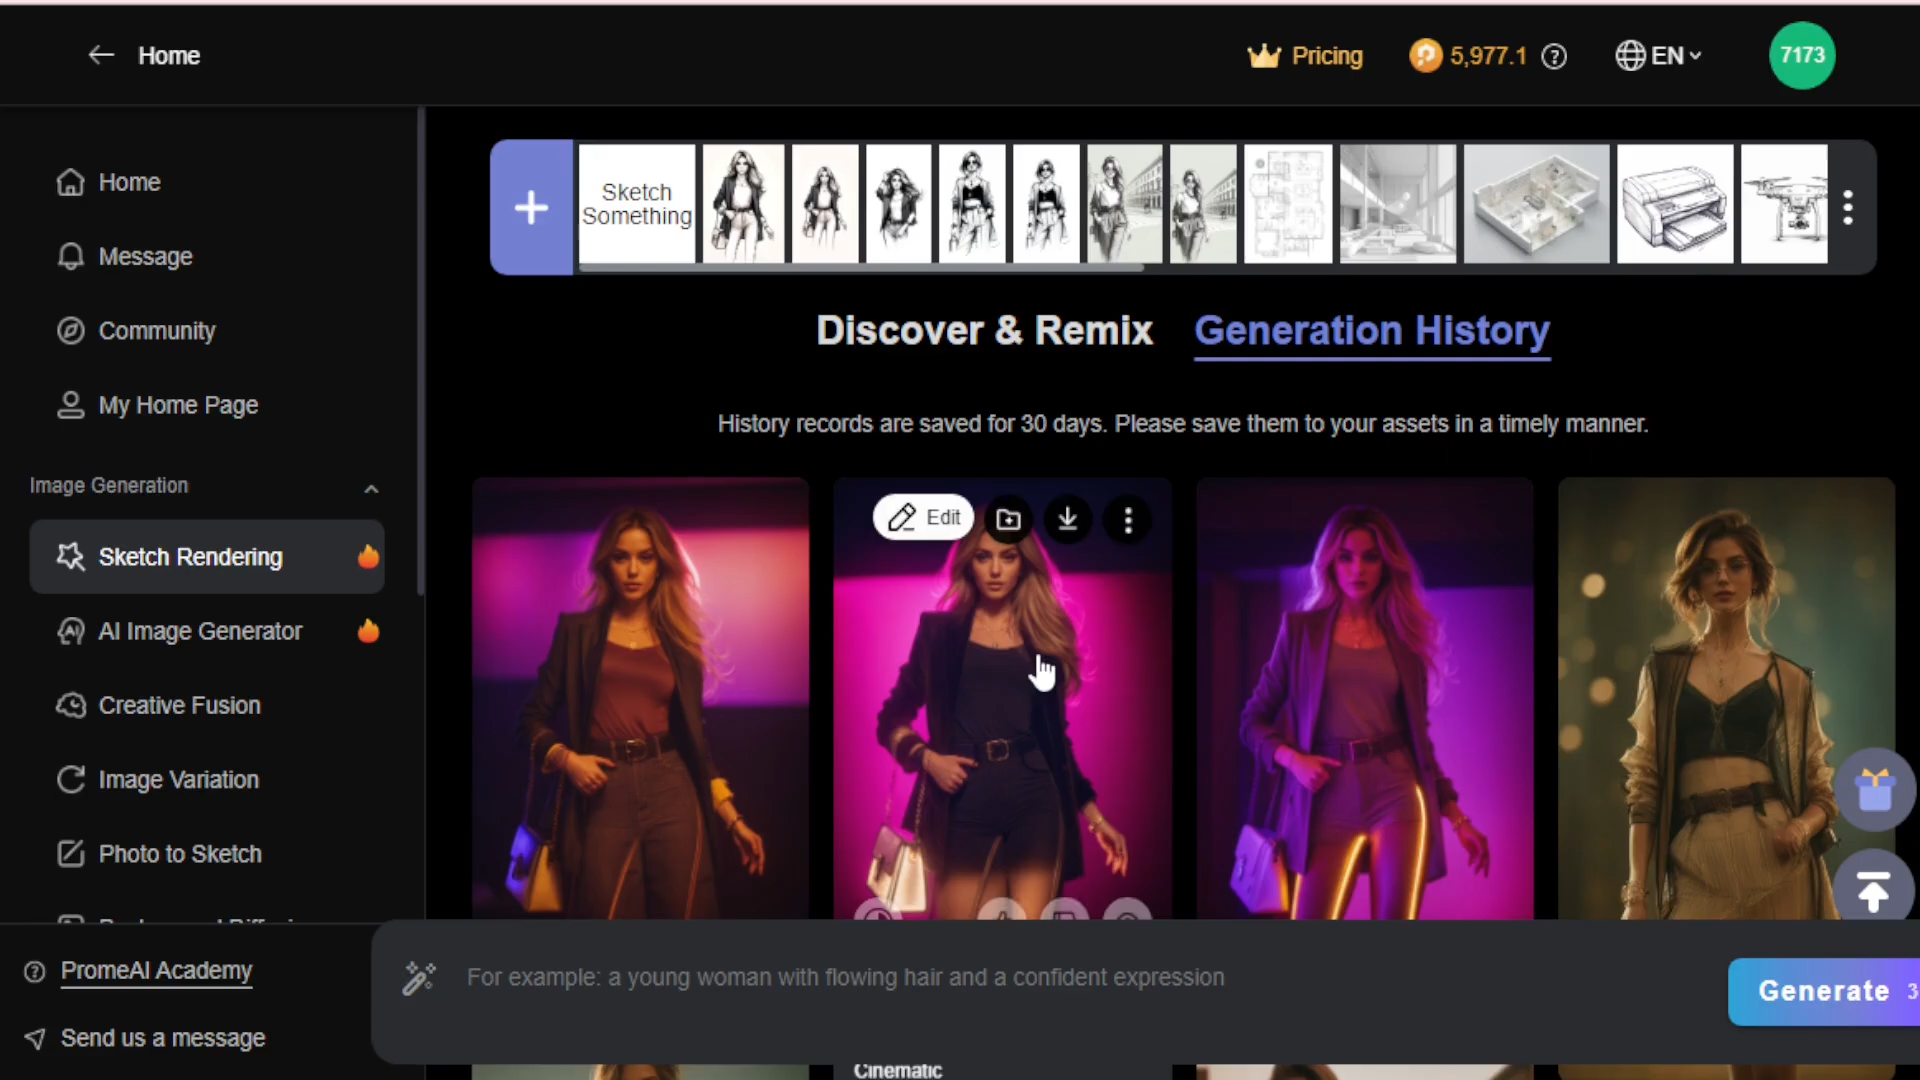 Home
Pricing
5,977.1
EN
7173
Home
Message
Community
My Home Page
Image Generation
Sketch Rendering
AI Image Generator
Creative Fusion
Image Variation
Photo to Sketch
PromeAI Academy
Send us a message
Sketch
Something
Discover & Remix
Generation History
History records are saved for 30 days. Please save them to your assets in a timely manner.
Edit
For example: a young woman with flowing hair and a confident expression
Generate 3
Cinematic